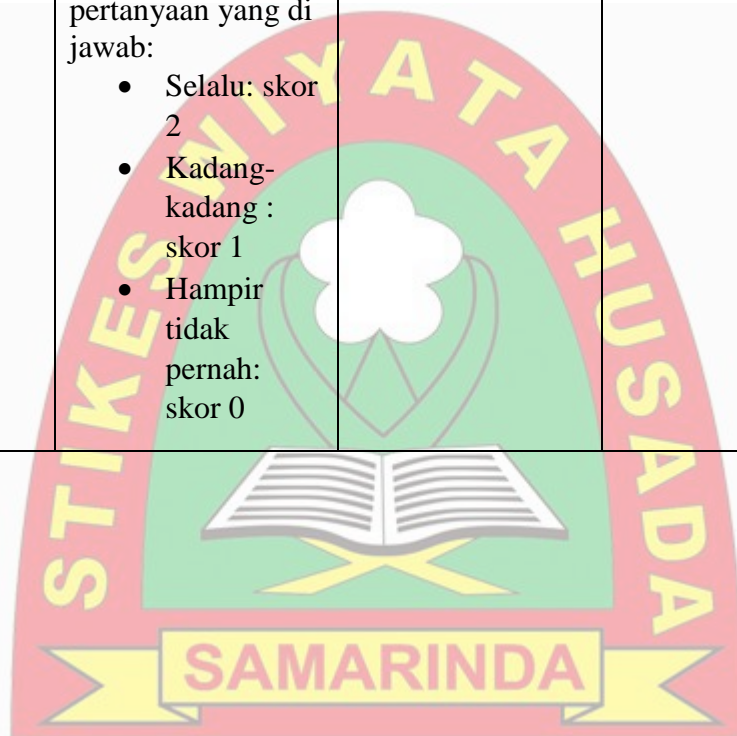 pertanyaan yang di
jawab:
• Selalu: skor
2
• Kadang-
kadang :
skor 1
• Hampir
tidak
pernah:
skor 0
STIKES WIYATA HUSADA
SAMARINDA